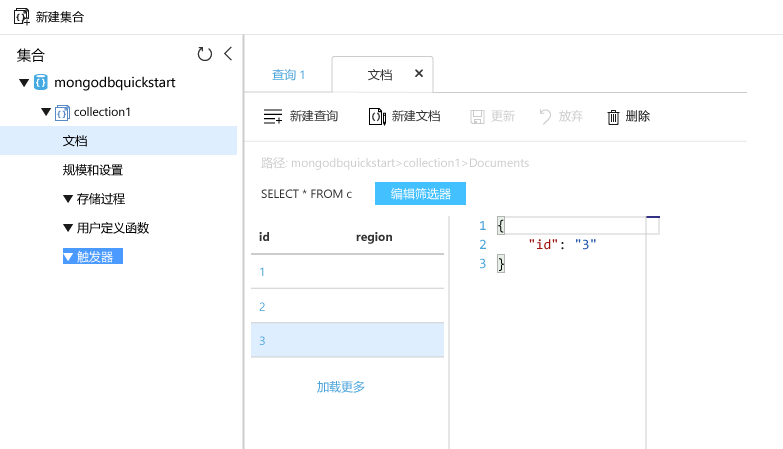 新建集合
集合
mongodbquickstart
collection1
文档
规模和设置
存储过程
用户定义函数
触发器
查询 1
文档
新建查询
新建文档
更新
放弃
删除
路径: mongodbquickstart>collection1>Documents
SELECT * FROM c
编辑筛选器
id region
1
2
3
加载更多
1 {
2 "id": "3"
3 }